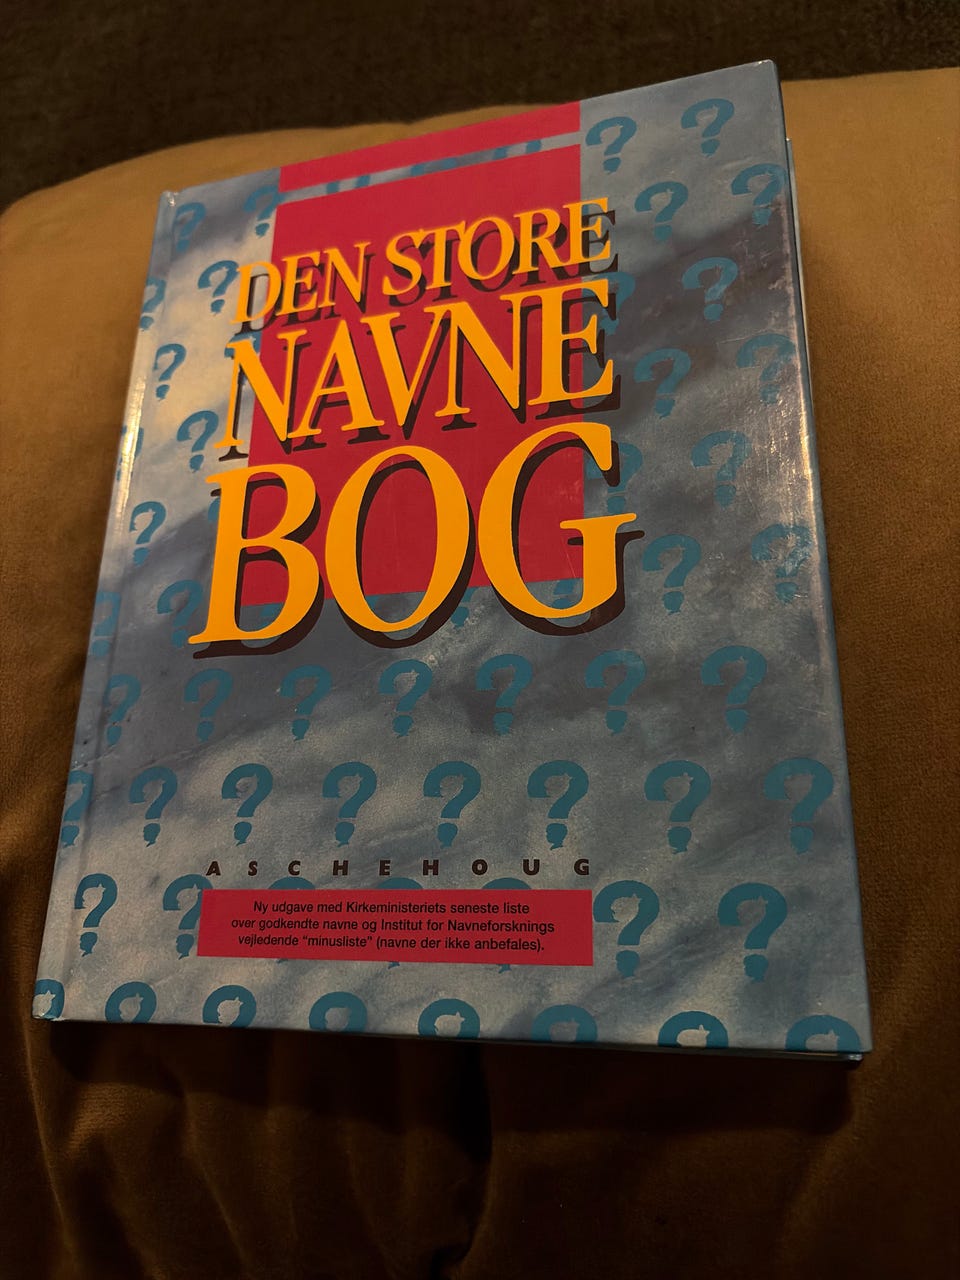 DEN STORE
NAVNE
BOG
ASCHEHOUG
Ny udgave med Kirkeministeriets seneste liste
over godkendte navne og Institut for Navneforsknings
vejledende "minusliste" (navne der ikke anbefales).